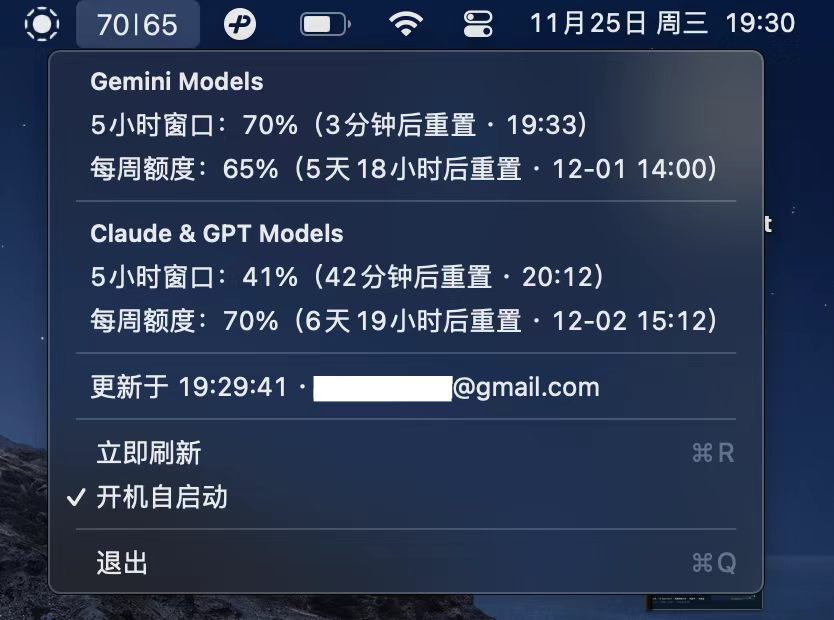 70|65 11月25日 周三 19:30
Gemini Models
5小时窗口：70%（3分钟后重置 · 19:33）
每周额度：65%（5天18小时后重置 · 12-01 14:00）
t
Claude & GPT Models
5小时窗口：41%（42分钟后重置 · 20:12）
每周额度：70%（6天19小时后重置 · 12-02 15:12）
更新于 19:29:41 · @gmail.com
立即刷新 ⌘R
✓ 开机自启动
退出 ⌘Q